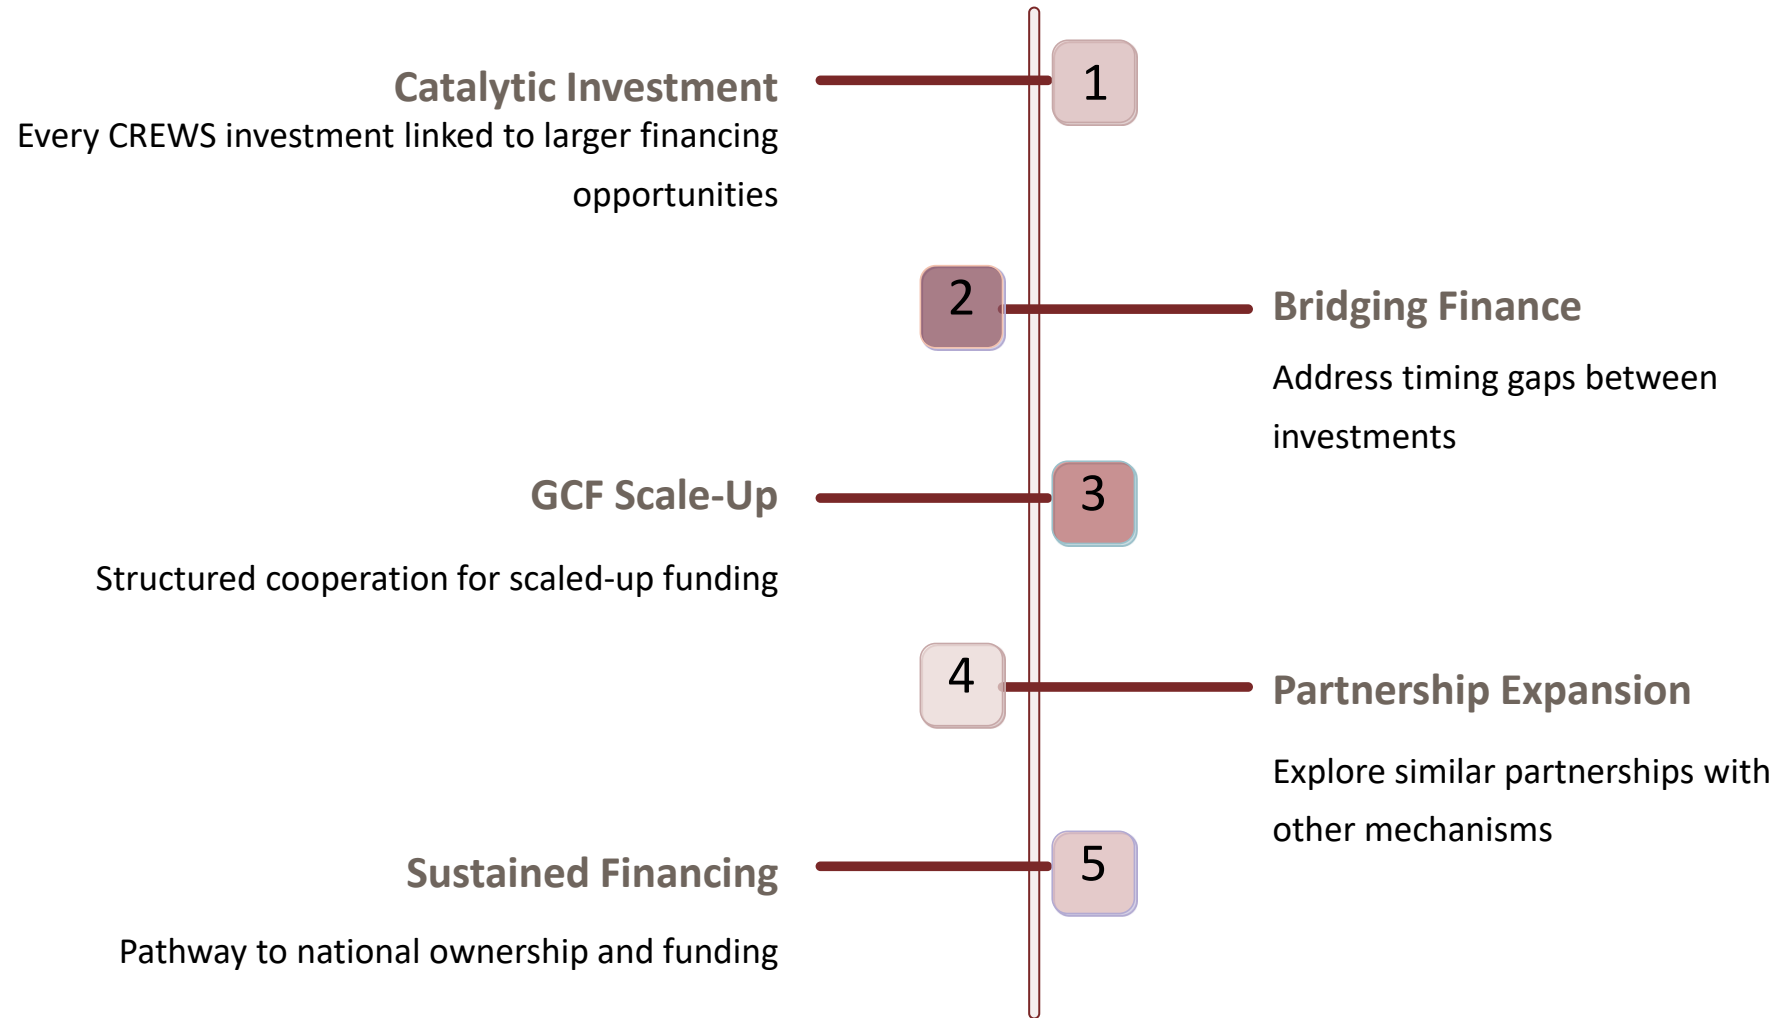 Catalytic Investment
Every CREWS investment linked to larger financing
opportunities
1
2
Bridging Finance
Address timing gaps between
investments
GCF Scale-Up
Structured cooperation for scaled-up funding
3
4
Partnership Expansion
Explore similar partnerships with
other mechanisms
Sustained Financing
Pathway to national ownership and funding
5